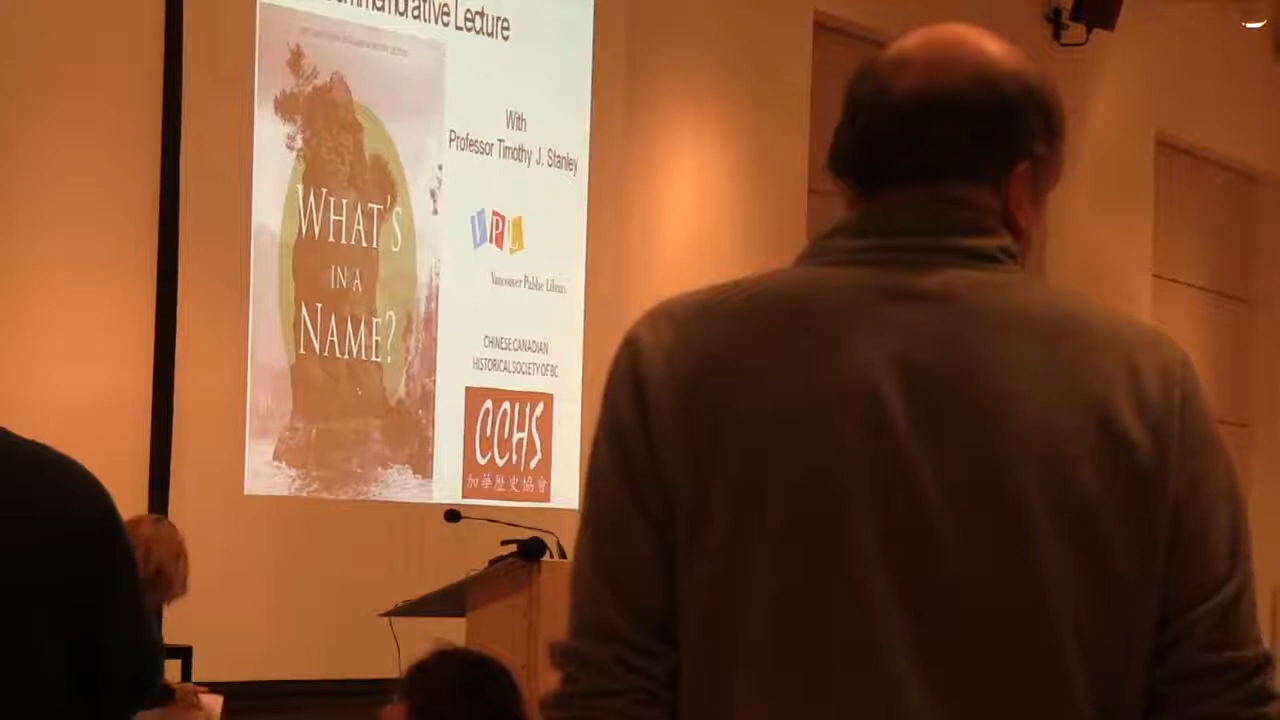 Lecture
WHAT'S
IN A
NAME?
With
Professor Timothy J. Stanley
VPL
Vancouver Public Library
CHINESE CANADIAN
HISTORICAL SOCIETY OF BC
CCHS
加華歷史協會